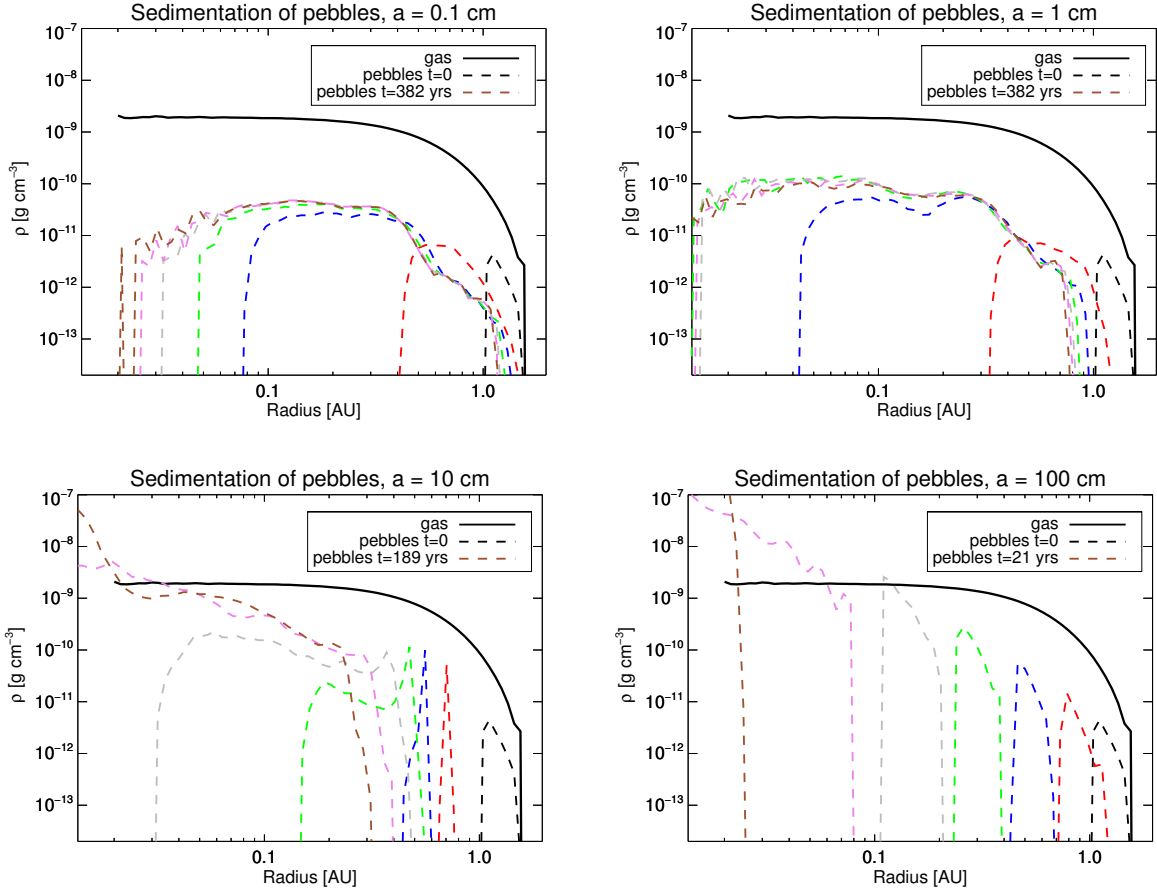 Sedimentation of pebbles, a = 0.1 cm
gas
pebbles t=0
pebbles t=382 yrs
10⁻⁷
10⁻⁸
10⁻⁹
10⁻¹⁰
10⁻¹¹
10⁻¹²
10⁻¹³
ρ [g cm⁻³]
0.1
1.0
Radius [AU]
Sedimentation of pebbles, a = 1 cm
gas
pebbles t=0
pebbles t=382 yrs
10⁻⁷
10⁻⁸
10⁻⁹
10⁻¹⁰
10⁻¹¹
10⁻¹²
10⁻¹³
ρ [g cm⁻³]
0.1
1.0
Radius [AU]
Sedimentation of pebbles, a = 10 cm
gas
pebbles t=0
pebbles t=189 yrs
10⁻⁷
10⁻⁸
10⁻⁹
10⁻¹⁰
10⁻¹¹
10⁻¹²
10⁻¹³
ρ [g cm⁻³]
0.1
1.0
Radius [AU]
Sedimentation of pebbles, a = 100 cm
gas
pebbles t=0
pebbles t=21 yrs
10⁻⁷
10⁻⁸
10⁻⁹
10⁻¹⁰
10⁻¹¹
10⁻¹²
10⁻¹³
ρ [g cm⁻³]
0.1
1.0
Radius [AU]